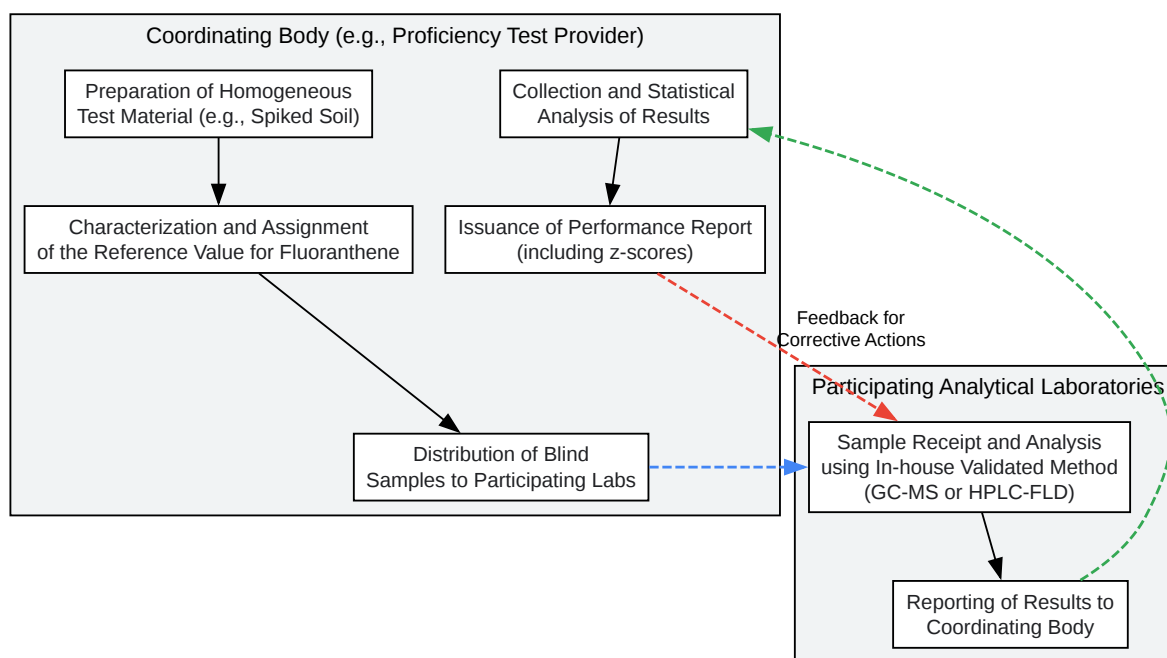 Coordinating Body (e.g., Proficiency Test Provider)
Preparation of Homogeneous
Test Material (e.g., Spiked Soil)
Collection and Statistical
Analysis of Results
Characterization and Assignment
of the Reference Value for Fluoranthene
Issuance of Performance Report
(including z-scores)
Feedback for
Corrective Actions
Participating Analytical Laboratories
Distribution of Blind
Samples to Participating Labs
Sample Receipt and Analysis
using In-house Validated Method
(GC-MS or HPLC-FLD)
Reporting of Results to
Coordinating Body